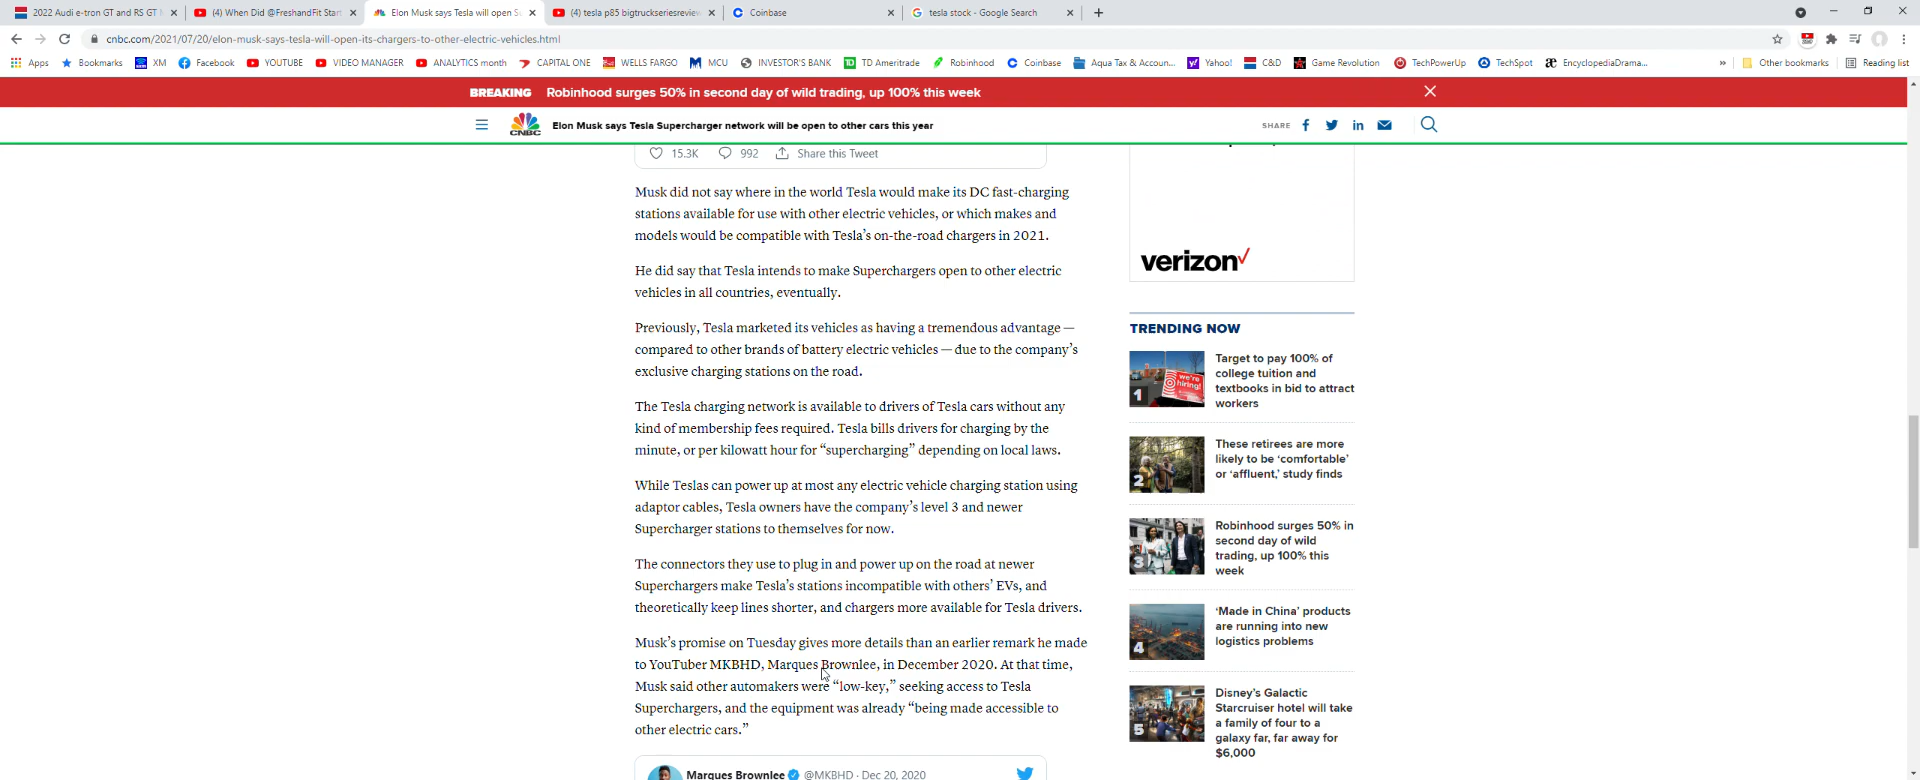 2022 Audi e-tron GT and RS GT
(4) When Did @FreshandFit Start
Elon Musk says Tesla will open Su
(4) tesla p85 bigtruckseriesreview
Coinbase
tesla stock - Google Search
cnbc.com/2021/07/20/elon-musk-says-tesla-will-open-its-chargers-to-other-electric-vehicles.html
Apps
Bookmarks
XM
Facebook
YOUTUBE
VIDEO MANAGER
ANALYTICS month
CAPITAL ONE
WELLS FARGO
MCU
INVESTOR'S BANK
TD Ameritrade
Robinhood
Coinbase
Aqua Tax & Accoun...
Yahoo!
C&D
Game Revolution
TechPowerUp
TechSpot
EncyclopediaDrama...
»
Other bookmarks
Reading list
BREAKING Robinhood surges 50% in second day of wild trading, up 100% this week
CNBC
Elon Musk says Tesla Supercharger network will be open to other cars this year
SHARE
15.3K 992 Share this Tweet
Musk did not say where in the world Tesla would make its DC fast-charging
stations available for use with other electric vehicles, or which makes and
models would be compatible with Tesla's on-the-road chargers in 2021.
He did say that Tesla intends to make Superchargers open to other electric
vehicles in all countries, eventually.
Previously, Tesla marketed its vehicles as having a tremendous advantage —
compared to other brands of battery electric vehicles — due to the company's
exclusive charging stations on the road.
The Tesla charging network is available to drivers of Tesla cars without any
kind of membership fees required. Tesla bills drivers for charging by the
minute, or per kilowatt hour for “supercharging” depending on local laws.
While Teslas can power up at most any electric vehicle charging station using
adaptor cables, Tesla owners have the company's level 3 and newer
Supercharger stations to themselves for now.
The connectors they use to plug in and power up on the road at newer
Superchargers make Tesla's stations incompatible with others' EVs, and
theoretically keep lines shorter, and chargers more available for Tesla drivers.
Musk's promise on Tuesday gives more details than an earlier remark he made
to YouTuber MKBHD, Marques Brownlee, in December 2020. At that time,
Musk said other automakers were “low-key,” seeking access to Tesla
Superchargers, and the equipment was already “being made accessible to
other electric cars.”
Marques Brownlee @MKBHD · Dec 20, 2020
verizon
TRENDING NOW
we're
hiring!
1
Target to pay 100% of
college tuition and
textbooks in bid to attract
workers
2
These retirees are more
likely to be ‘comfortable’
or ‘affluent,’ study finds
3
Robinhood surges 50% in
second day of wild
trading, up 100% this
week
4
‘Made in China’ products
are running into new
logistics problems
5
Disney's Galactic
Starcruiser hotel will take
a family of four to a
galaxy far, far away for
$6,000